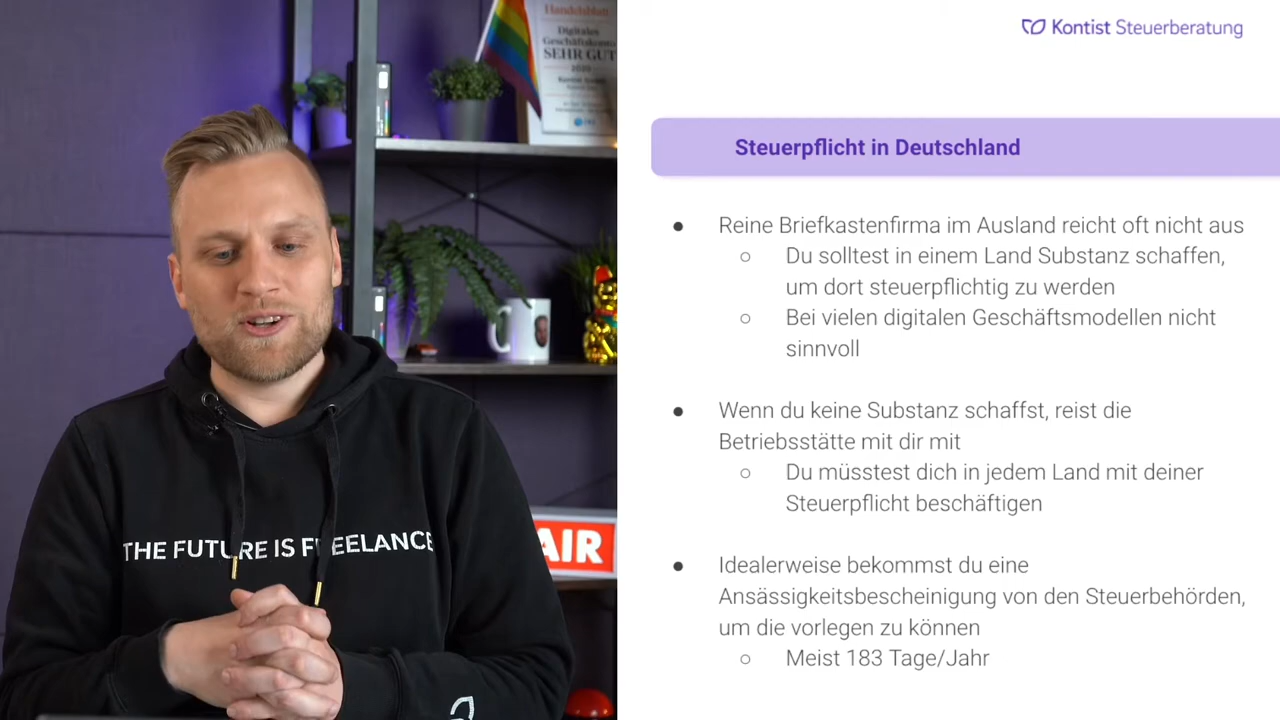 Handelsblatt
Digitales
Geschäftskonto
SEHR GUT
2020
THE FUTURE IS FREELANCE
AIR
Kontist Steuerberatung
Steuerpflicht in Deutschland
● Reine Briefkastenfirma im Ausland reicht oft nicht aus
○ Du solltest in einem Land Substanz schaffen,
um dort steuerpflichtig zu werden
○ Bei vielen digitalen Geschäftsmodellen nicht
sinnvoll
● Wenn du keine Substanz schaffst, reist die
Betriebsstätte mit dir mit
○ Du müsstest dich in jedem Land mit deiner
Steuerpflicht beschäftigen
● Idealerweise bekommst du eine
Ansässigkeitsbescheinigung von den Steuerbehörden,
um die vorlegen zu können
○ Meist 183 Tage/Jahr